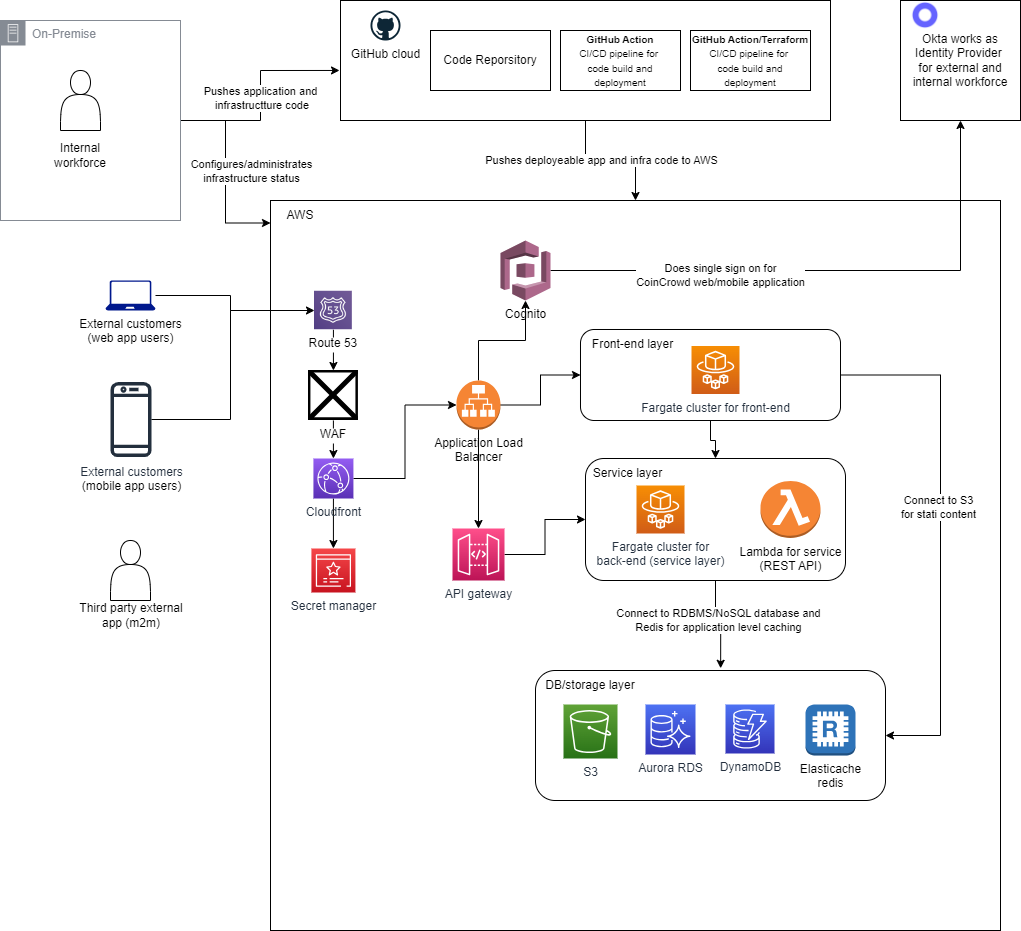 On-Premise
Internal
workforce
Pushes application and
infrasttructure code
Configures/administrates
infrastructure status
GitHub cloud
Code Reporsitory
GitHub Action
CI/CD pipeline for
code build and
deployment
GitHub Action/Terraform
CI/CD pipeline for
code build and
deployment
Okta works as
Identity Provider
for external and
internal workforce
Pushes deployeable app and infra code to AWS
AWS
Cognito
Does single sign on for
CoinCrowd web/mobile application
External customers
(web app users)
53
Route 53
WAF
External customers
(mobile app users)
Cloudfront
Secret manager
Third party external
app (m2m)
Application Load
Balancer
API gateway
Front-end layer
Fargate cluster for front-end
Service layer
Fargate cluster for
back-end (service layer)
Lambda for service
(REST API)
Connect to S3
for stati content
Connect to RDBMS/NoSQL database and
Redis for application level caching
DB/storage layer
S3
Aurora RDS
DynamoDB
R
Elasticache
redis